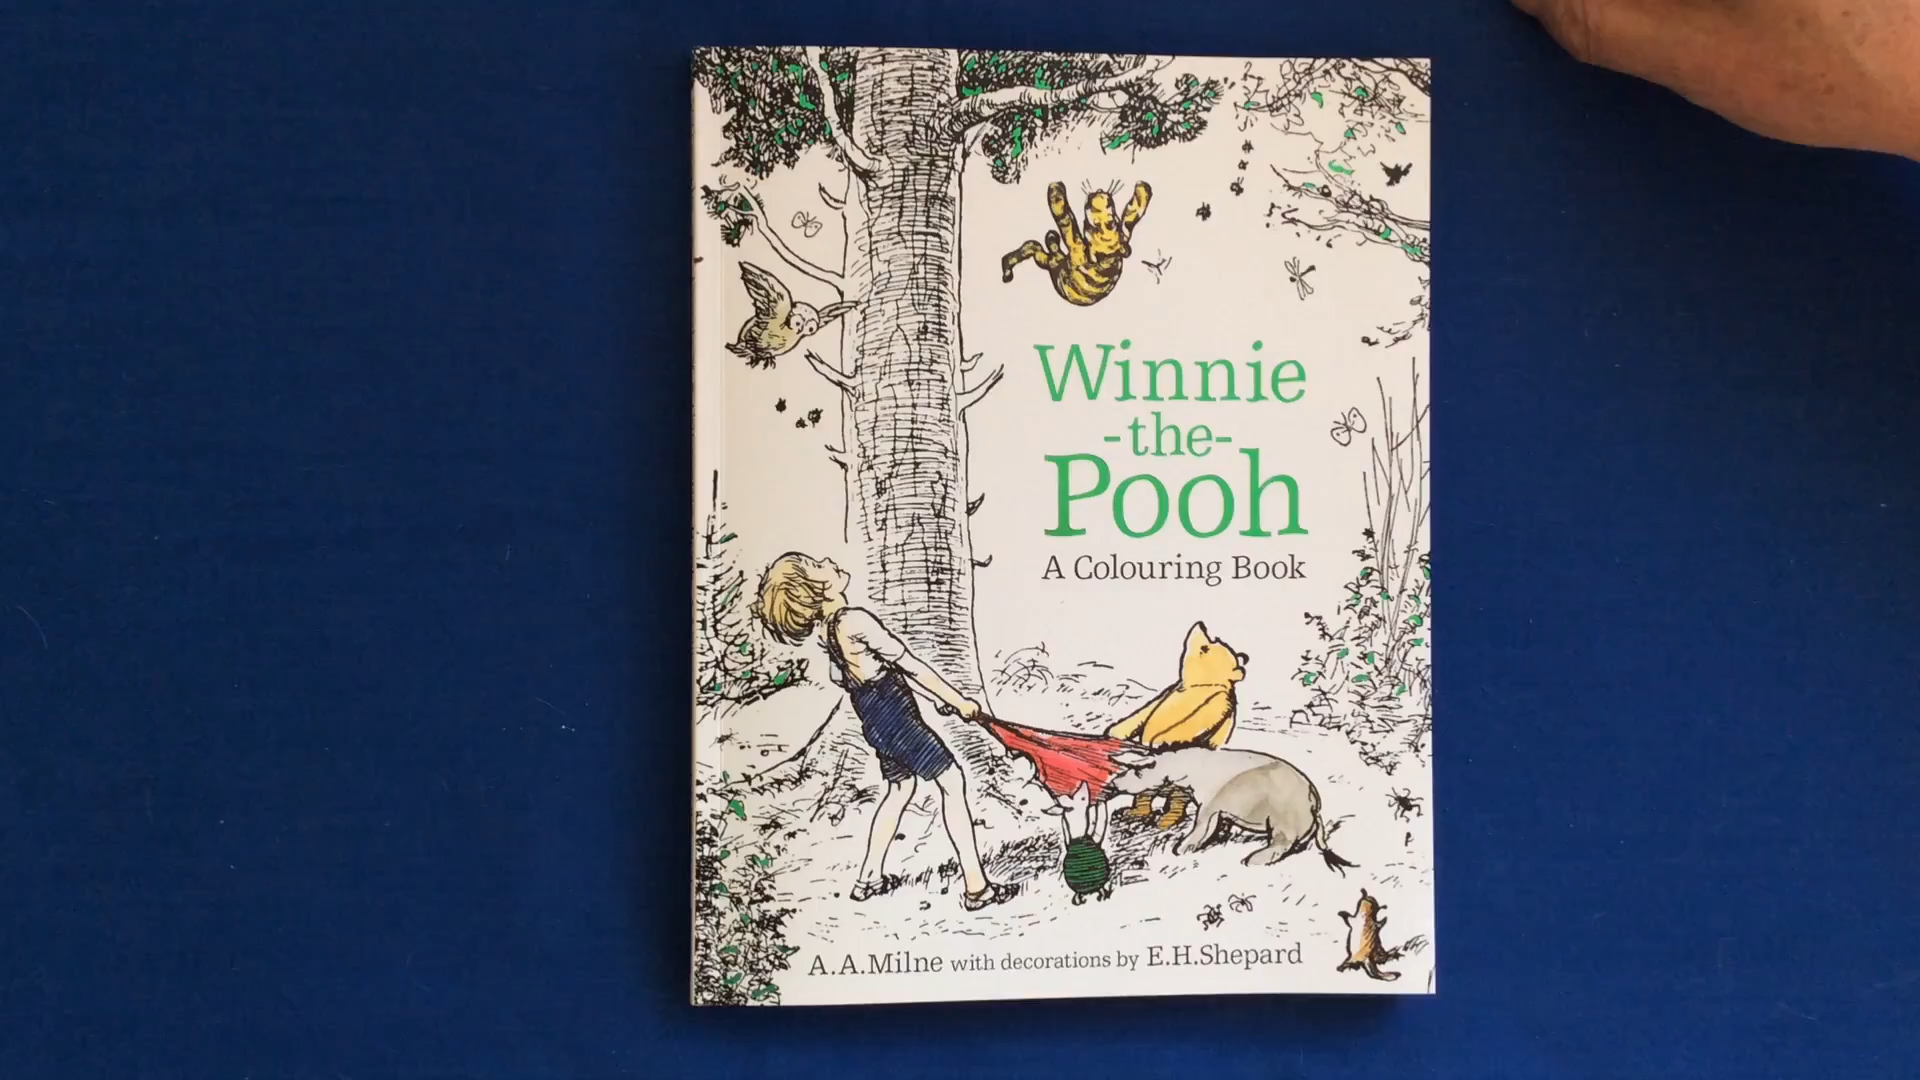 Winnie
-the-
Pooh
A Colouring Book
A.A.Milne with decorations by E.H.Shepard